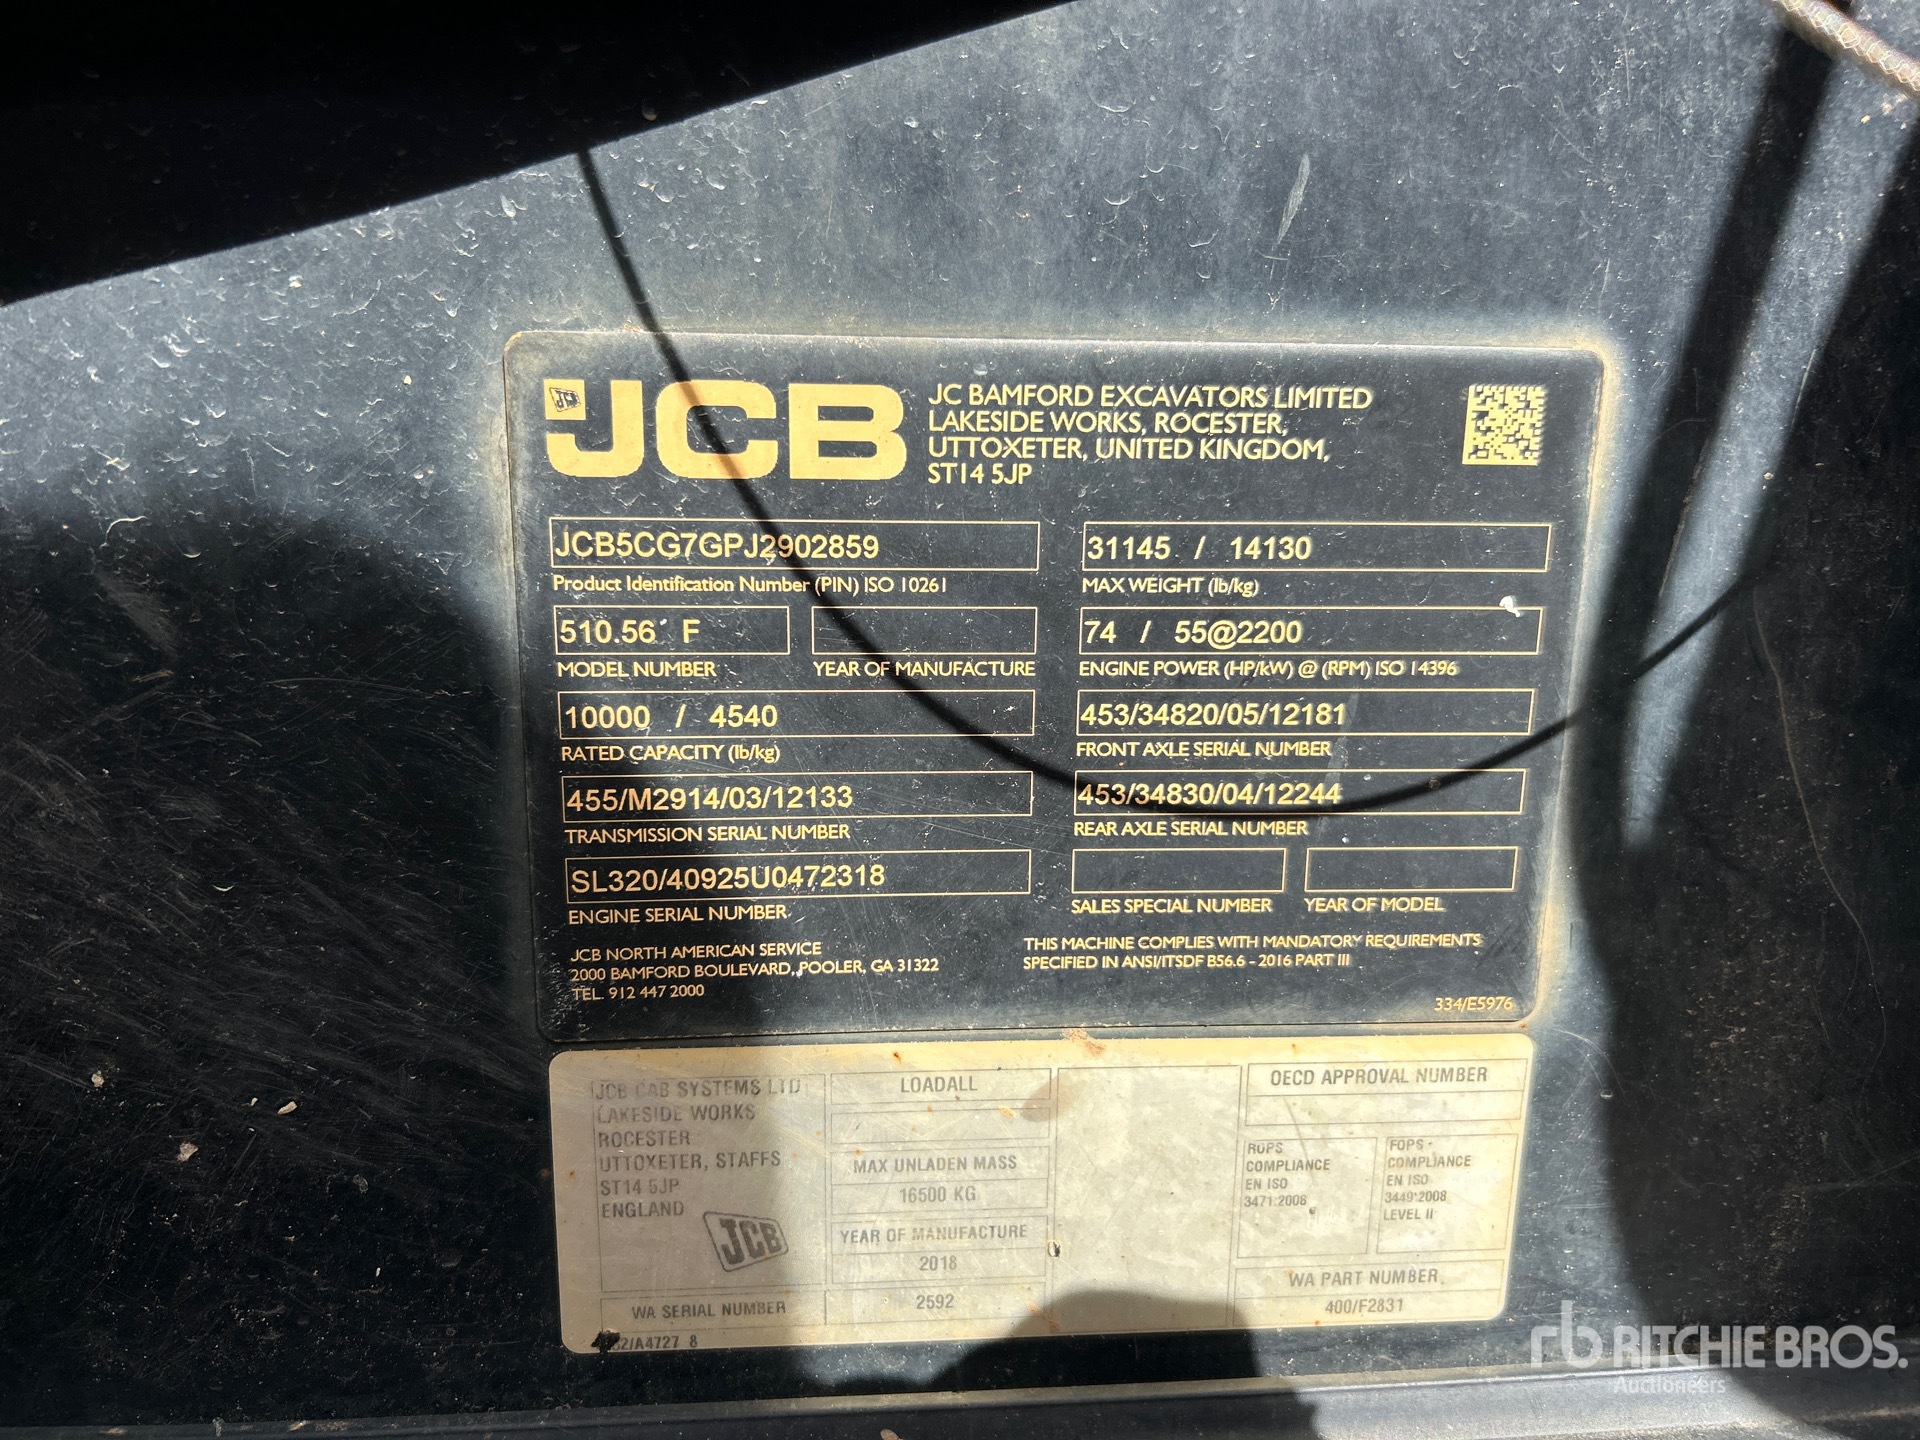 JCB
JC BAMFORD EXCAVATORS LIMITED
LAKESIDE WORKS, ROCESTER,
UTTOXETER, UNITED KINGDOM,
ST14 5JP
JCB5CG7GPJ2902859
Product Identification Number (PIN) ISO 10261
31145 / 14130
MAX WEIGHT (lb/kg)
510.56 F
MODEL NUMBER
YEAR OF MANUFACTURE
74 / 55@2200
ENGINE POWER (HP/kW) @ (RPM) ISO 14396
10000 / 4540
RATED CAPACITY (lb/kg)
453/34820/05/12181
FRONT AXLE SERIAL NUMBER
455/M2914/03/12133
TRANSMISSION SERIAL NUMBER
453/34830/04/12244
REAR AXLE SERIAL NUMBER
SL320/40925U0472318
ENGINE SERIAL NUMBER
SALES SPECIAL NUMBER
YEAR OF MODEL
JCB NORTH AMERICAN SERVICE
2000 BAMFORD BOULEVARD, POOLER, GA 31322
TEL. 912 447 2000
THIS MACHINE COMPLIES WITH MANDATORY REQUIREMENTS
SPECIFIED IN ANSI/ITSDF B56.6 - 2016 PART III
334/E5976
JCB CAB SYSTEMS LTD
LAKESIDE WORKS
ROCESTER
UTTOXETER, STAFFS
ST14 5JP
ENGLAND
JCB
WA SERIAL NUMBER
LOADALL
MAX UNLADEN MASS
16500 KG
YEAR OF MANUFACTURE
2018
2592
OECD APPROVAL NUMBER
ROPS
COMPLIANCE
EN ISO
3471:2008
FOPS
COMPLIANCE
EN ISO
3449:2008
LEVEL II
WA PART NUMBER
400/F2831
8
rb RITCHIE BROS.
Auctioneers